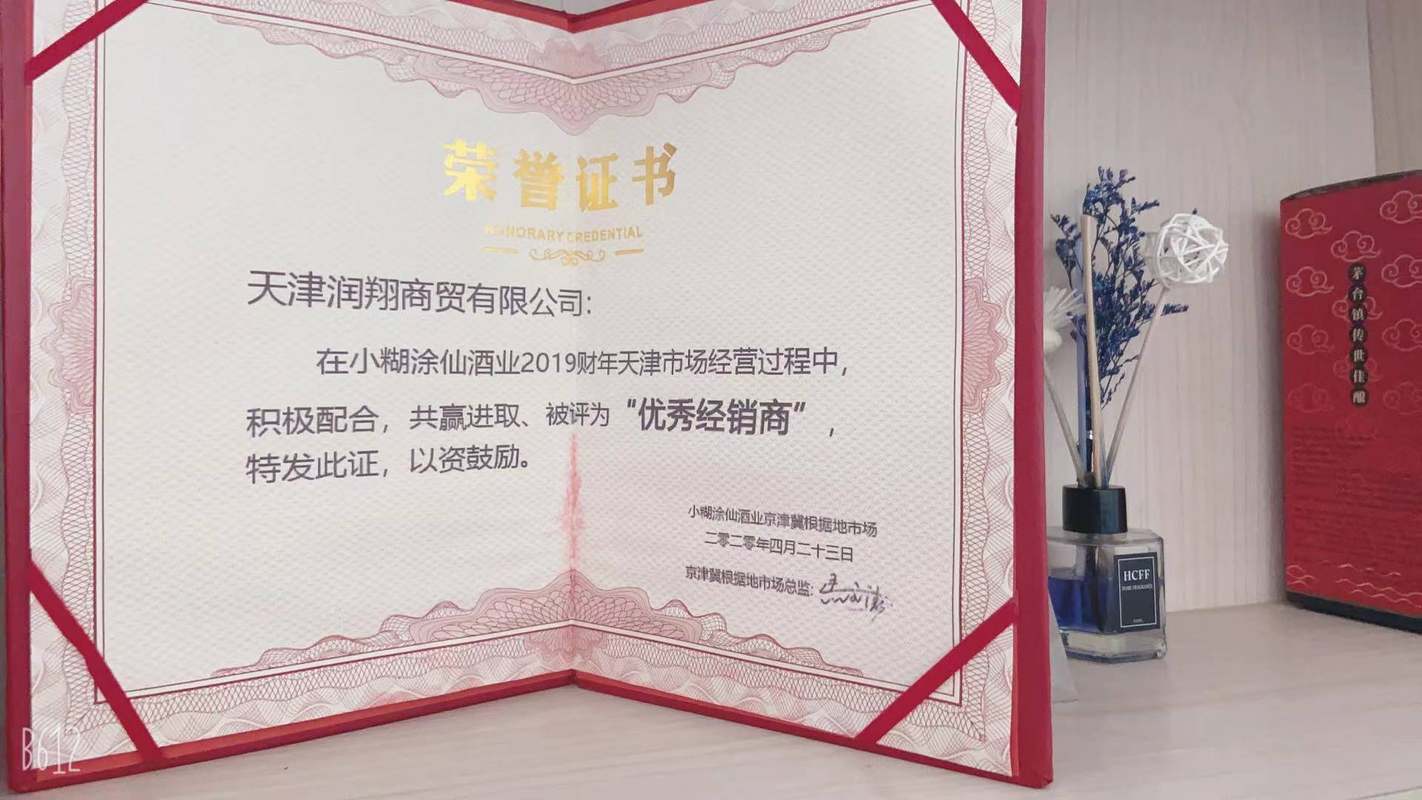 荣誉证书
HONORARY CREDENTIAL
天津润翔商贸有限公司:
在小糊涂仙酒业2019财年天津市场经营过程中,
积极配合,共赢进取、被评为“优秀经销商”,
特发此证,以资鼓励。
小糊涂仙酒业京津冀根据地市场
二零二零年四月二十三日
京津冀根据地市场总监:
HCFF
茅台镇传世佳酿
B612